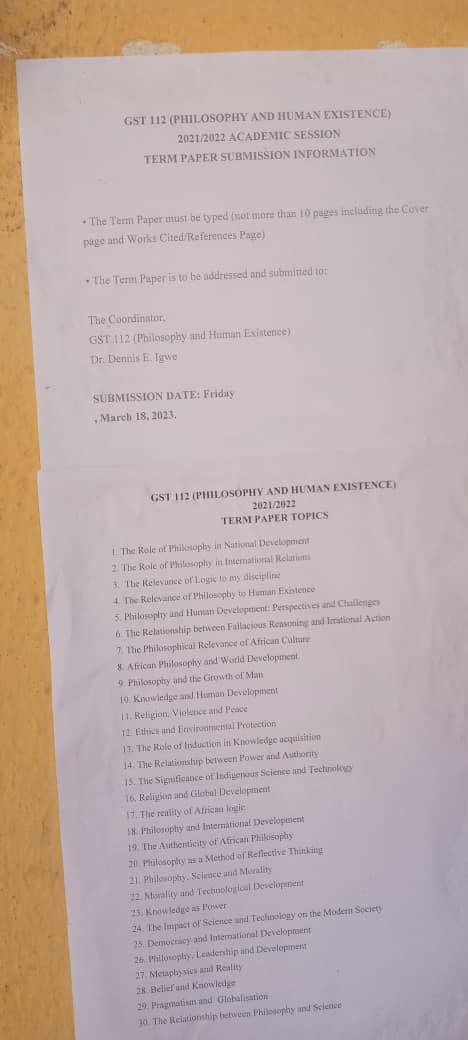 GST 112 (PHILOSOPHY AND HUMAN EXISTENCE)
2021/2022 ACADEMIC SESSION
TERM PAPER SUBMISSION INFORMATION
• The Term Paper must be typed (not more than 10 pages including the Cover
page and Works Cited/References Page)
• The Term Paper is to be addressed and submitted to:
The Coordinator,
GST 112 (Philosophy and Human Existence)
Dr. Dennis E. Igwe
SUBMISSION DATE: Friday
, March 18, 2023.
GST 112 (PHILOSOPHY AND HUMAN EXISTENCE)
2021/2022
TERM PAPER TOPICS
1. The Role of Philosophy in National Development
2. The Role of Philosophy in International Relations
3. The Relevance of Logic to my discipline
4. The Relevance of Philosophy to Human Existence
5. Philosophy and Human Development: Perspectives and Challenges
6. The Relationship between Fallacious Reasoning and Irrational Action
7. The Philosophical Relevance of African Culture
8. African Philosophy and World Development
9. Philosophy and the Growth of Man
10. Knowledge and Human Development
11. Religion, Violence and Peace
12. Ethics and Environmental Protection
13. The Role of Induction in Knowledge acquisition
14. The Relationship between Power and Authority
15. The Significance of Indigenous Science and Technology
16. Religion and Global Development
17. The reality of African logic
18. Philosophy and International Development
19. The Authenticity of African Philosophy
20. Philosophy as a Method of Reflective Thinking
21. Philosophy, Science and Morality
22. Morality and Technological Development
23. Knowledge as Power
24. The Impact of Science and Technology on the Modern Society
25. Democracy and International Development
26. Philosophy, Leadership and Development
27. Metaphysics and Reality
28. Belief and Knowledge
29. Pragmatism and Globalisation
30. The Relationship between Philosophy and Science